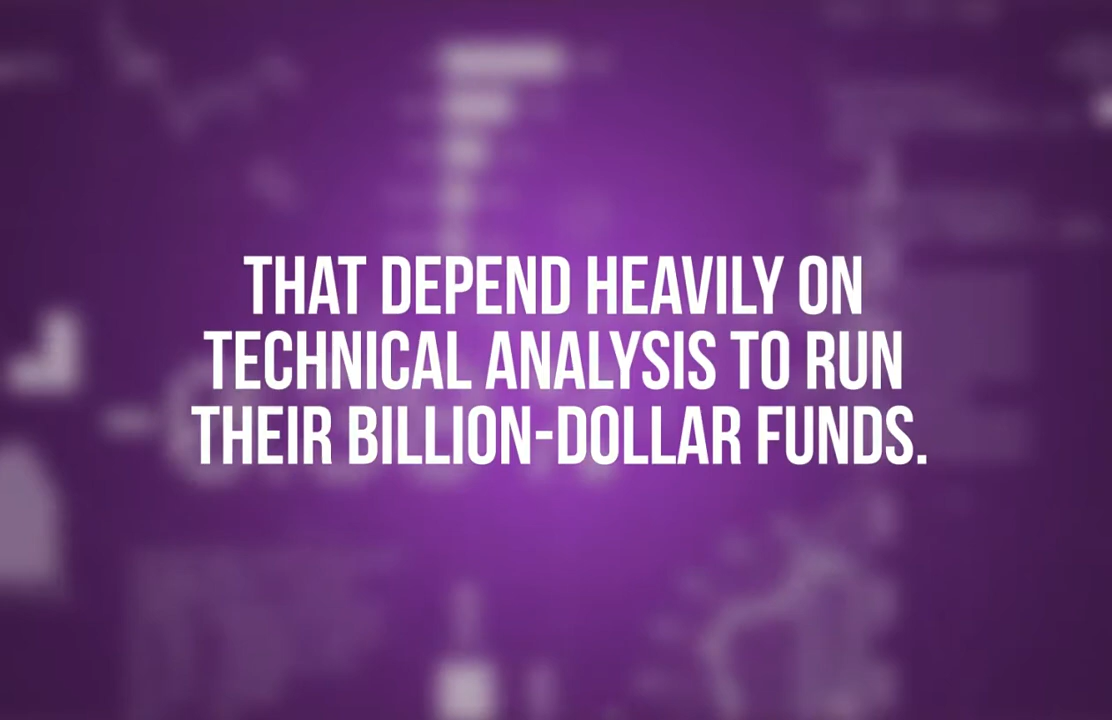 THAT DEPEND HEAVILY ON
TECHNICAL ANALYSIS TO RUN
THEIR BILLION-DOLLAR FUNDS.